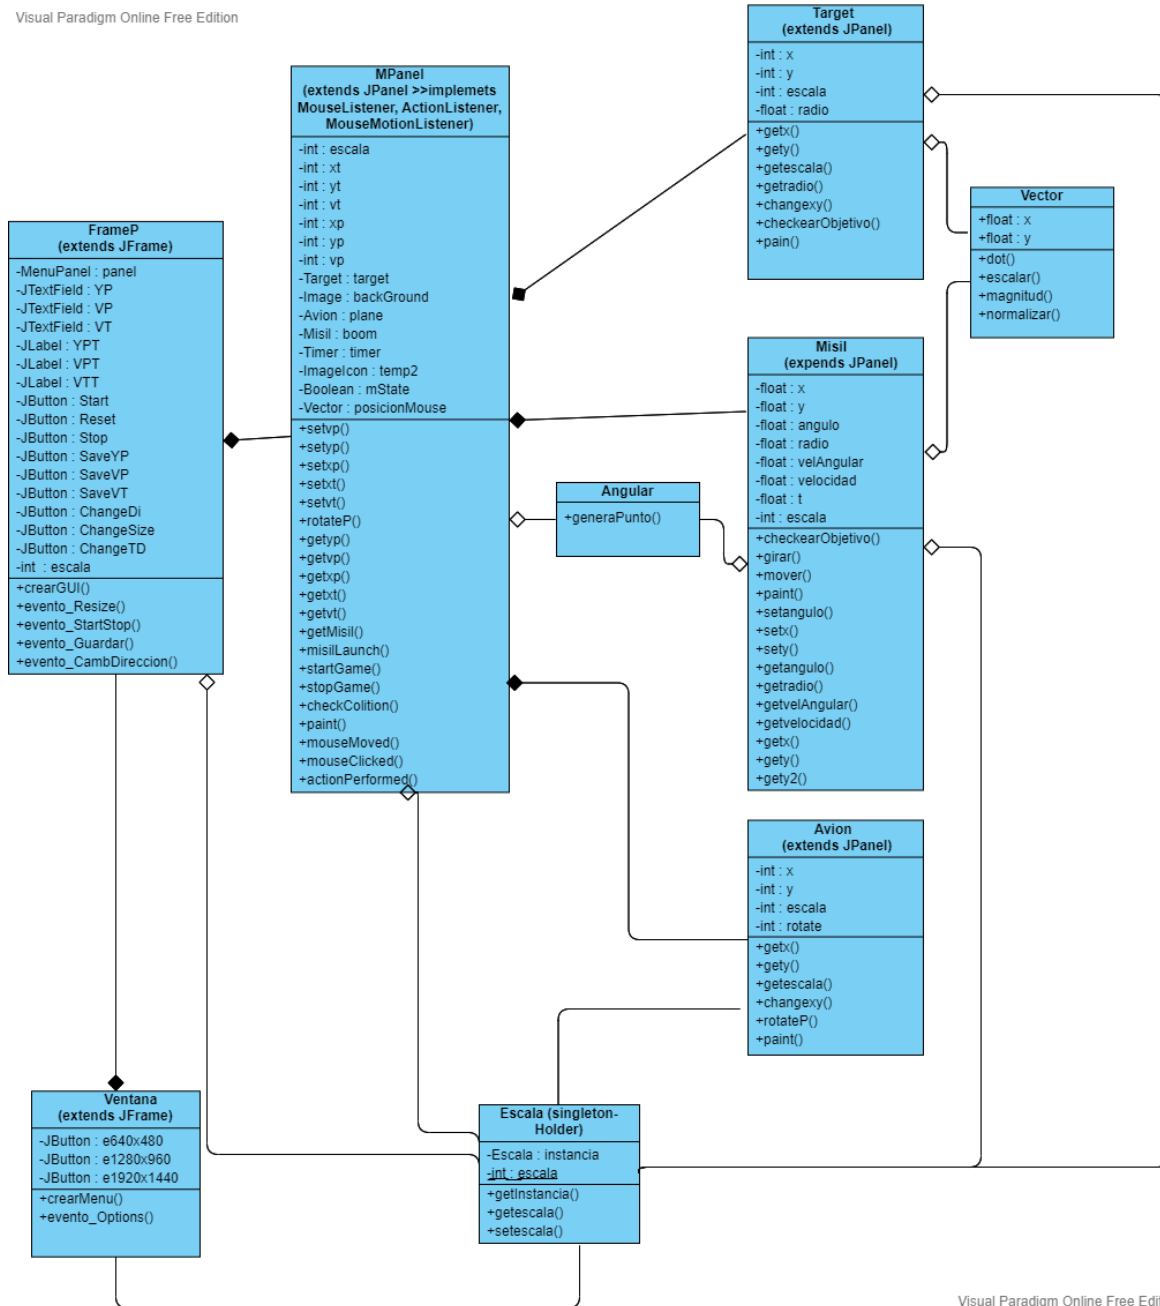 Visual Paradigm Online Free Edition
Target
(extends JPanel)
-int : x
-int : y
-int : escala
-float : radio
+getx()
+gety()
+getescala()
+getradio()
+changexy()
+checkearObjetivo()
+pain()
MPanel
(extends JPanel >>implemets
MouseListener, ActionListener,
MouseMotionListener)
-int : escala
-int : xt
-int : yt
-int : vt
-int : xp
-int : yp
-int : vp
-Target : target
-Image : backGround
-Avion : plane
-Misil : boom
-Timer : timer
-ImageIcon : temp2
-Boolean : mState
-Vector : posicionMouse
+setvp()
+setyp()
+setxp()
+setxt()
+setvt()
+rotateP()
+getyp()
+getvp()
+getxp()
+getxt()
+getvt()
+getMisil()
+misilLaunch()
+startGame()
+stopGame()
+checkColition()
+paint()
+mouseMoved()
+mouseClicked()
+actionPerformed()
Vector
+float : x
+float : y
+dot()
+escalar()
+magnitud()
+normalizar()
FrameP
(extends JFrame)
-MenuPanel : panel
-JTextField : YP
-JTextField : VP
-JTextField : VT
-JLabel : YPT
-JLabel : VPT
-JLabel : VTT
-JButton : Start
-JButton : Reset
-JButton : Stop
-JButton : SaveYP
-JButton : SaveVP
-JButton : SaveVT
-JButton : ChangeDi
-JButton : ChangeSize
-JButton : ChangeTD
-int : escala
+crearGUI()
+evento_Resize()
+evento_StartStop()
+evento_Guardar()
+evento_CambDireccion()
Misil
(expends JPanel)
-float : x
-float : y
-float : angulo
-float : radio
-float : velAngular
-float : velocidad
-float : t
-int : escala
+checkearObjetivo()
+girar()
+mover()
+paint()
+setangulo()
+setx()
+sety()
+getangulo()
+getradio()
+getvelAngular()
+getvelocidad()
+getx()
+gety()
+gety2()
Angular
+generaPunto()
Avion
(extends JPanel)
-int : x
-int : y
-int : escala
-int : rotate
+getx()
+gety()
+getescala()
+changexy()
+rotateP()
+paint()
Ventana
(extends JFrame)
-JButton : e640x480
-JButton : e1280x960
-JButton : e1920x1440
+crearMenu()
+evento_Options()
Escala (singleton-
Holder)
-Escala : instancia
-int : escala
+getInstancia()
+getescala()
+setescala()
Visual Paradigm Online Free Edit